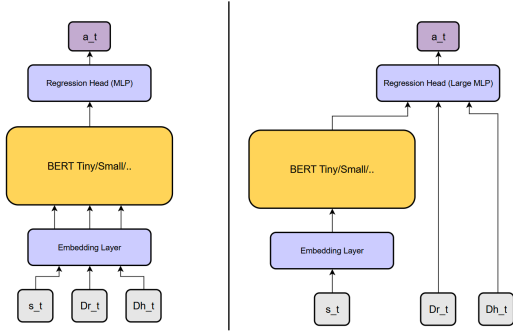 a_t
Regression Head (MLP)
BERT Tiny/Small/..
Embedding Layer
s_t
Dr_t
Dh_t
a_t
Regression Head (Large MLP)
BERT Tiny/Small/..
Embedding Layer
s_t
Dr_t
Dh_t